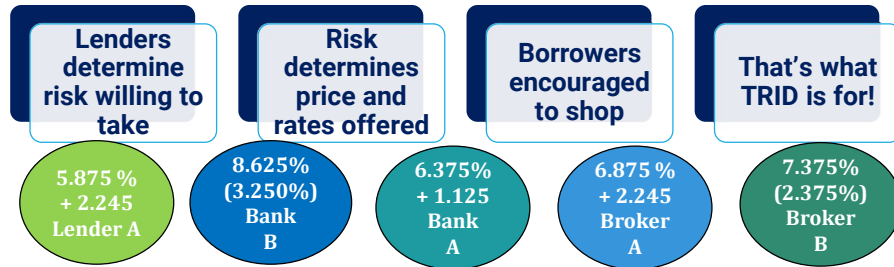 Lenders
determine
risk willing to
take
Risk
determines
price and
rates offered
Borrowers
encouraged
to shop
That's what
TRID is for!
5.875 %
+ 2.245
Lender A
8.625%
(3.250%)
Bank
B
6.375%
+ 1.125
Bank
A
6.875%
+ 2.245
Broker
A
7.375%
(2.375%)
Broker
B